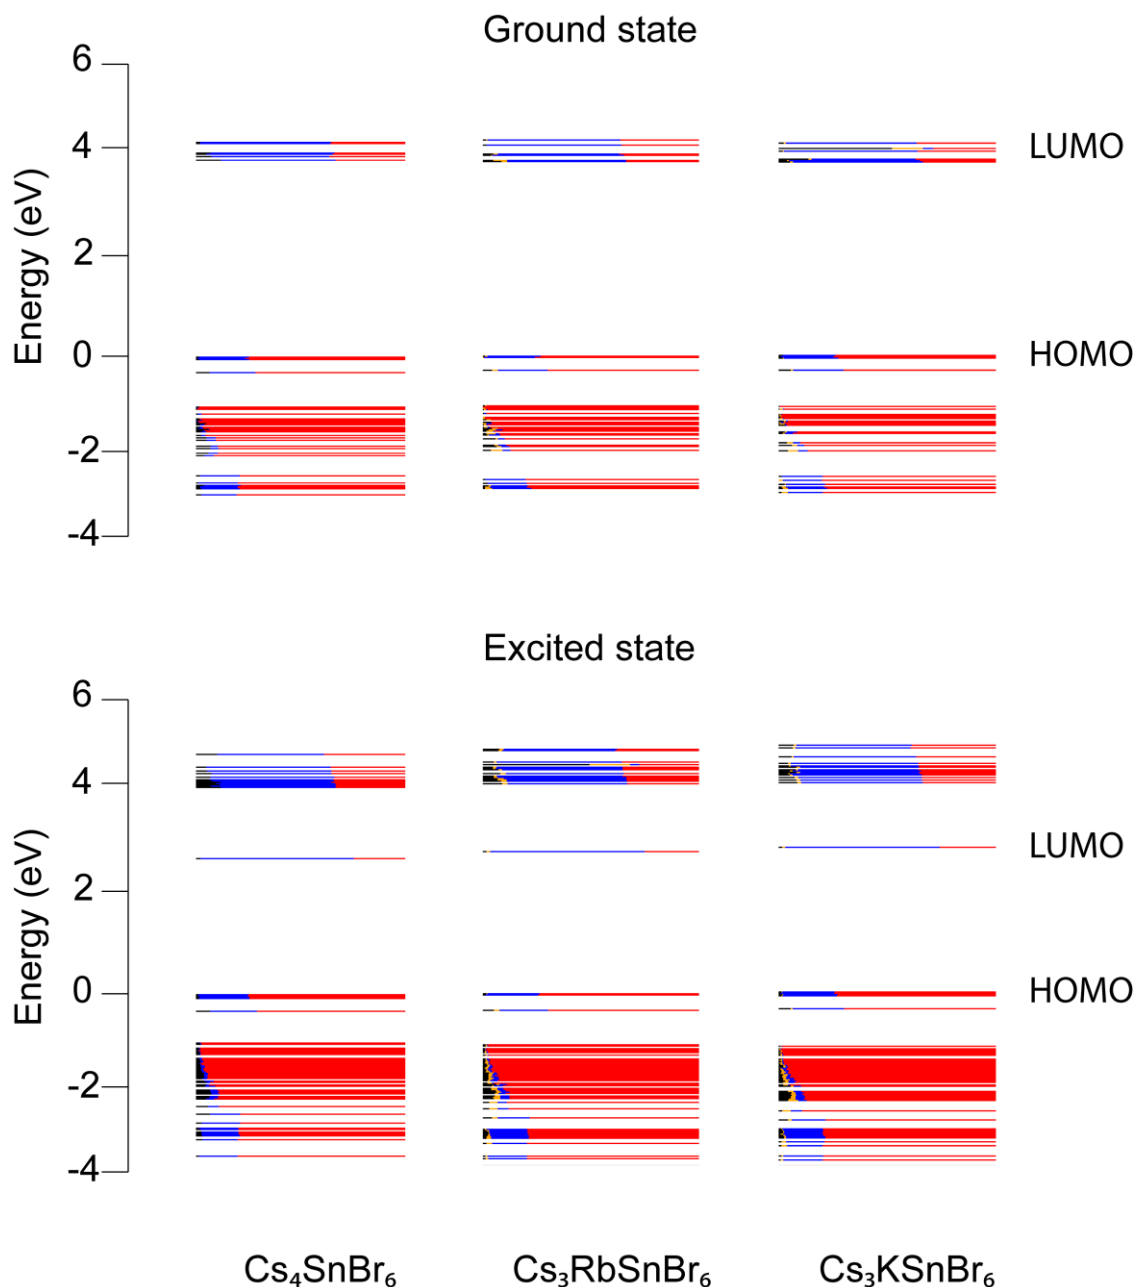 Ground state
Energy (eV)
6
4
2
0
-2
-4
LUMO
HOMO
Excited state
Energy (eV)
6
4
2
0
-2
-4
LUMO
HOMO
Cs₄SnBr₆
Cs₃RbSnBr₆
Cs₃KSnBr₆